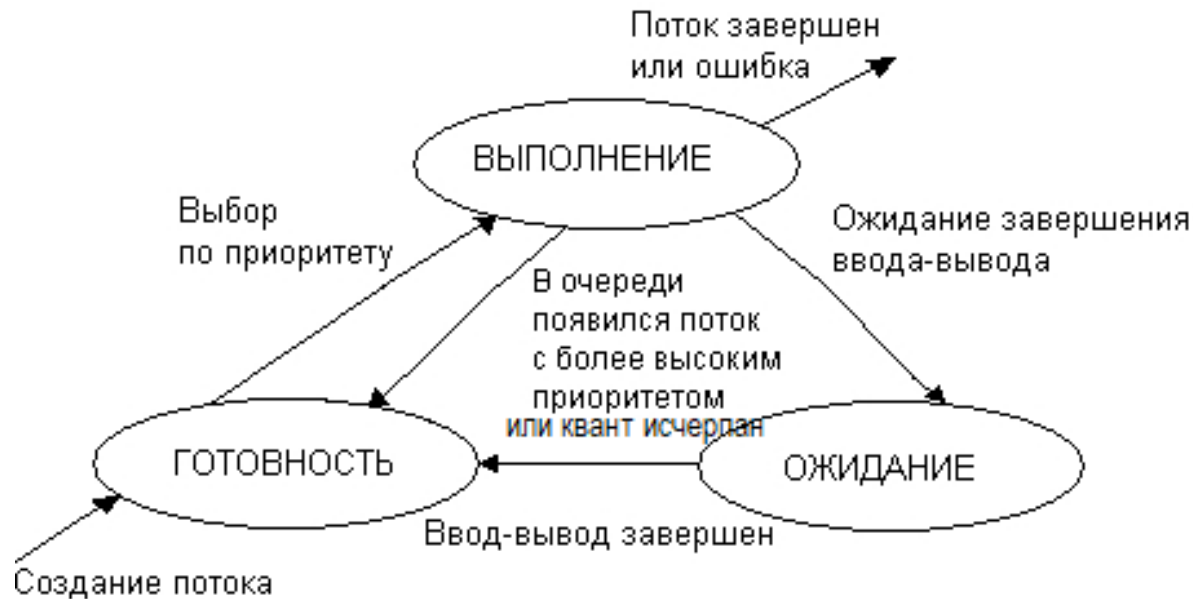 Поток завершен
или ошибка
ВЫПОЛНЕНИЕ
Выбор
по приоритету
Ожидание завершения
ввода-вывода
В очереди
появился поток
с более высоким
приоритетом
или квант исчерпан
ГОТОВНОСТЬ
ОЖИДАНИЕ
Ввод-вывод завершен
Создание потока